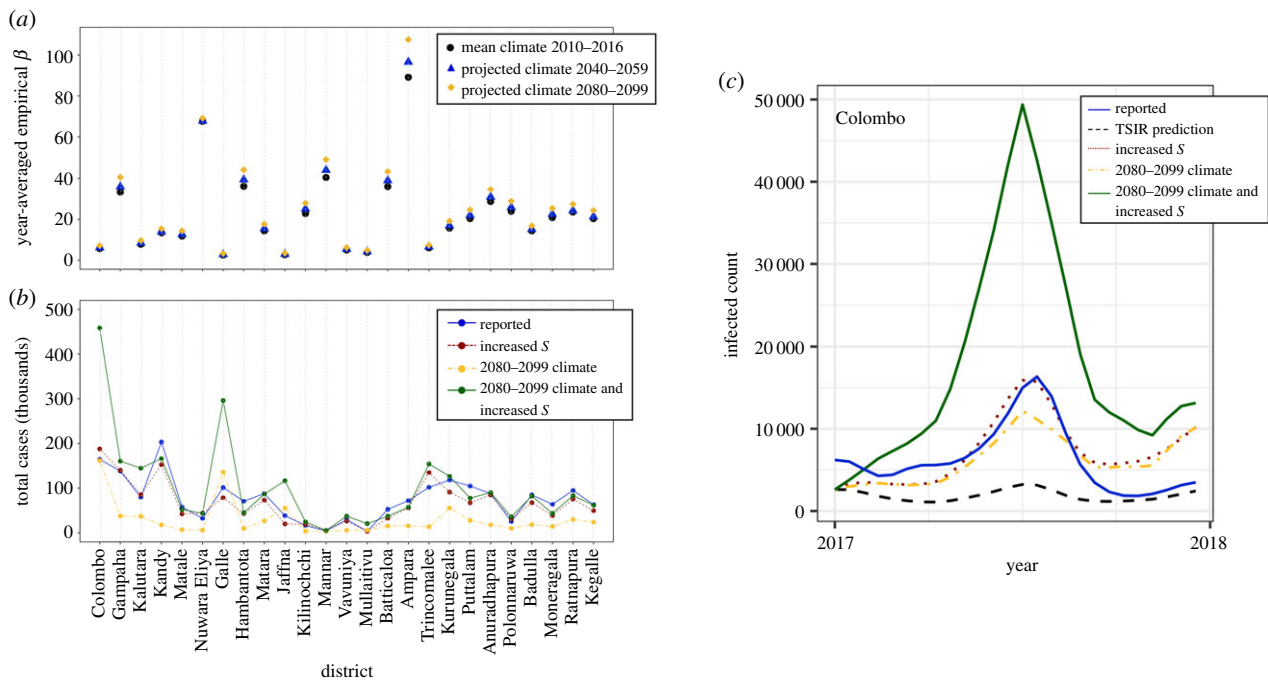 (a)
year-averaged empirical β
100
80
60
40
20
0
mean climate 2010–2016
projected climate 2040–2059
projected climate 2080–2099
(b)
total cases (thousands)
500
400
300
200
100
0
reported
increased S
2080–2099 climate
2080–2099 climate and
increased S
Colombo
Gampaha
Kalutara
Kandy
Matale
Nuwara Eliya
Galle
Hambantota
Matara
Jaffna
Kilinochchi
Mannar
Vavuniya
Mullaitivu
Batticaloa
Ampara
Trincomalee
Kurunegala
Puttalam
Anuradhapura
Polonnaruwa
Badulla
Moneragala
Ratnapura
Kegalle
district
(c)
infected count
50 000
40 000
30 000
20 000
10 000
0
Colombo
reported
TSIR prediction
increased S
2080–2099 climate
2080–2099 climate and
increased S
2017
2018
year